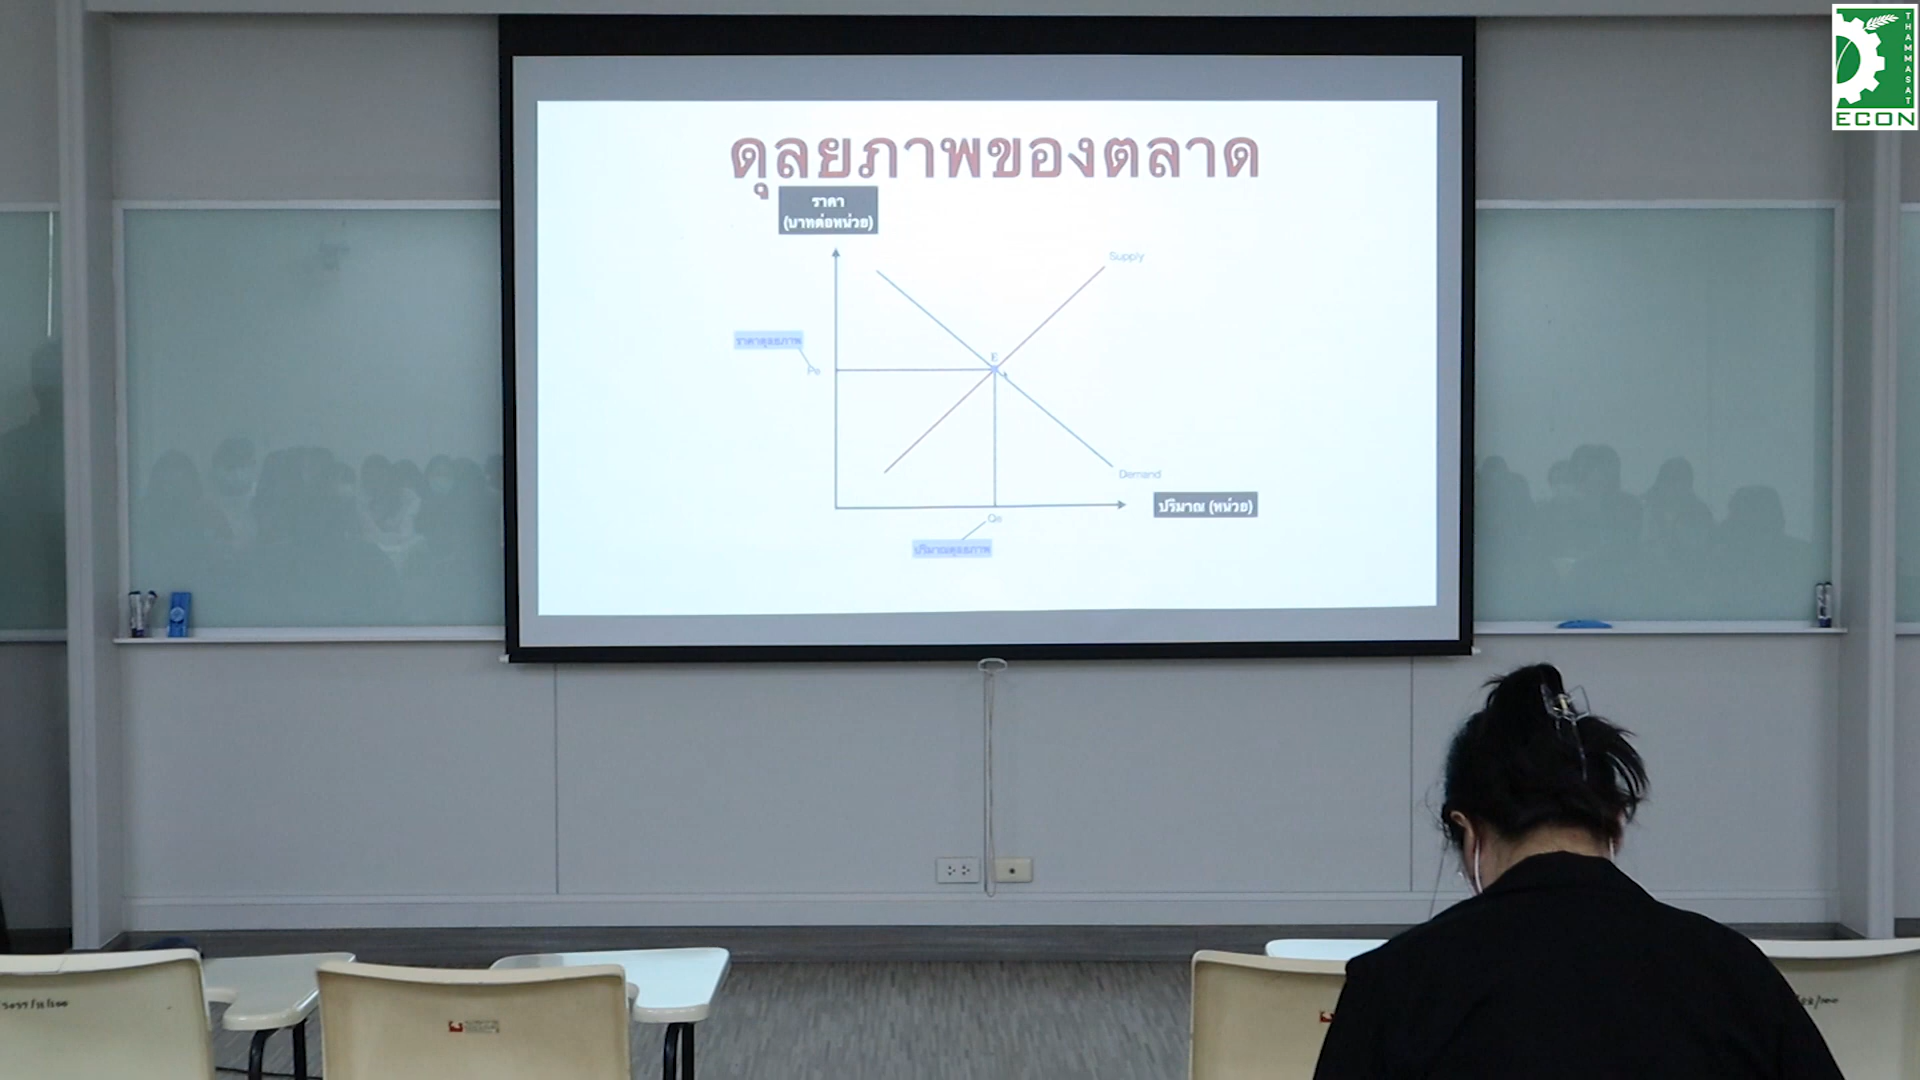 ดุลยภาพของตลาด
ราคา
(บาทต่อหน่วย)
Supply
ราคาดุลยภาพ
E
Pe
Demand
ปริมาณ (หน่วย)
Qe
ปริมาณดุลยภาพ
THAMMASAT
ECON